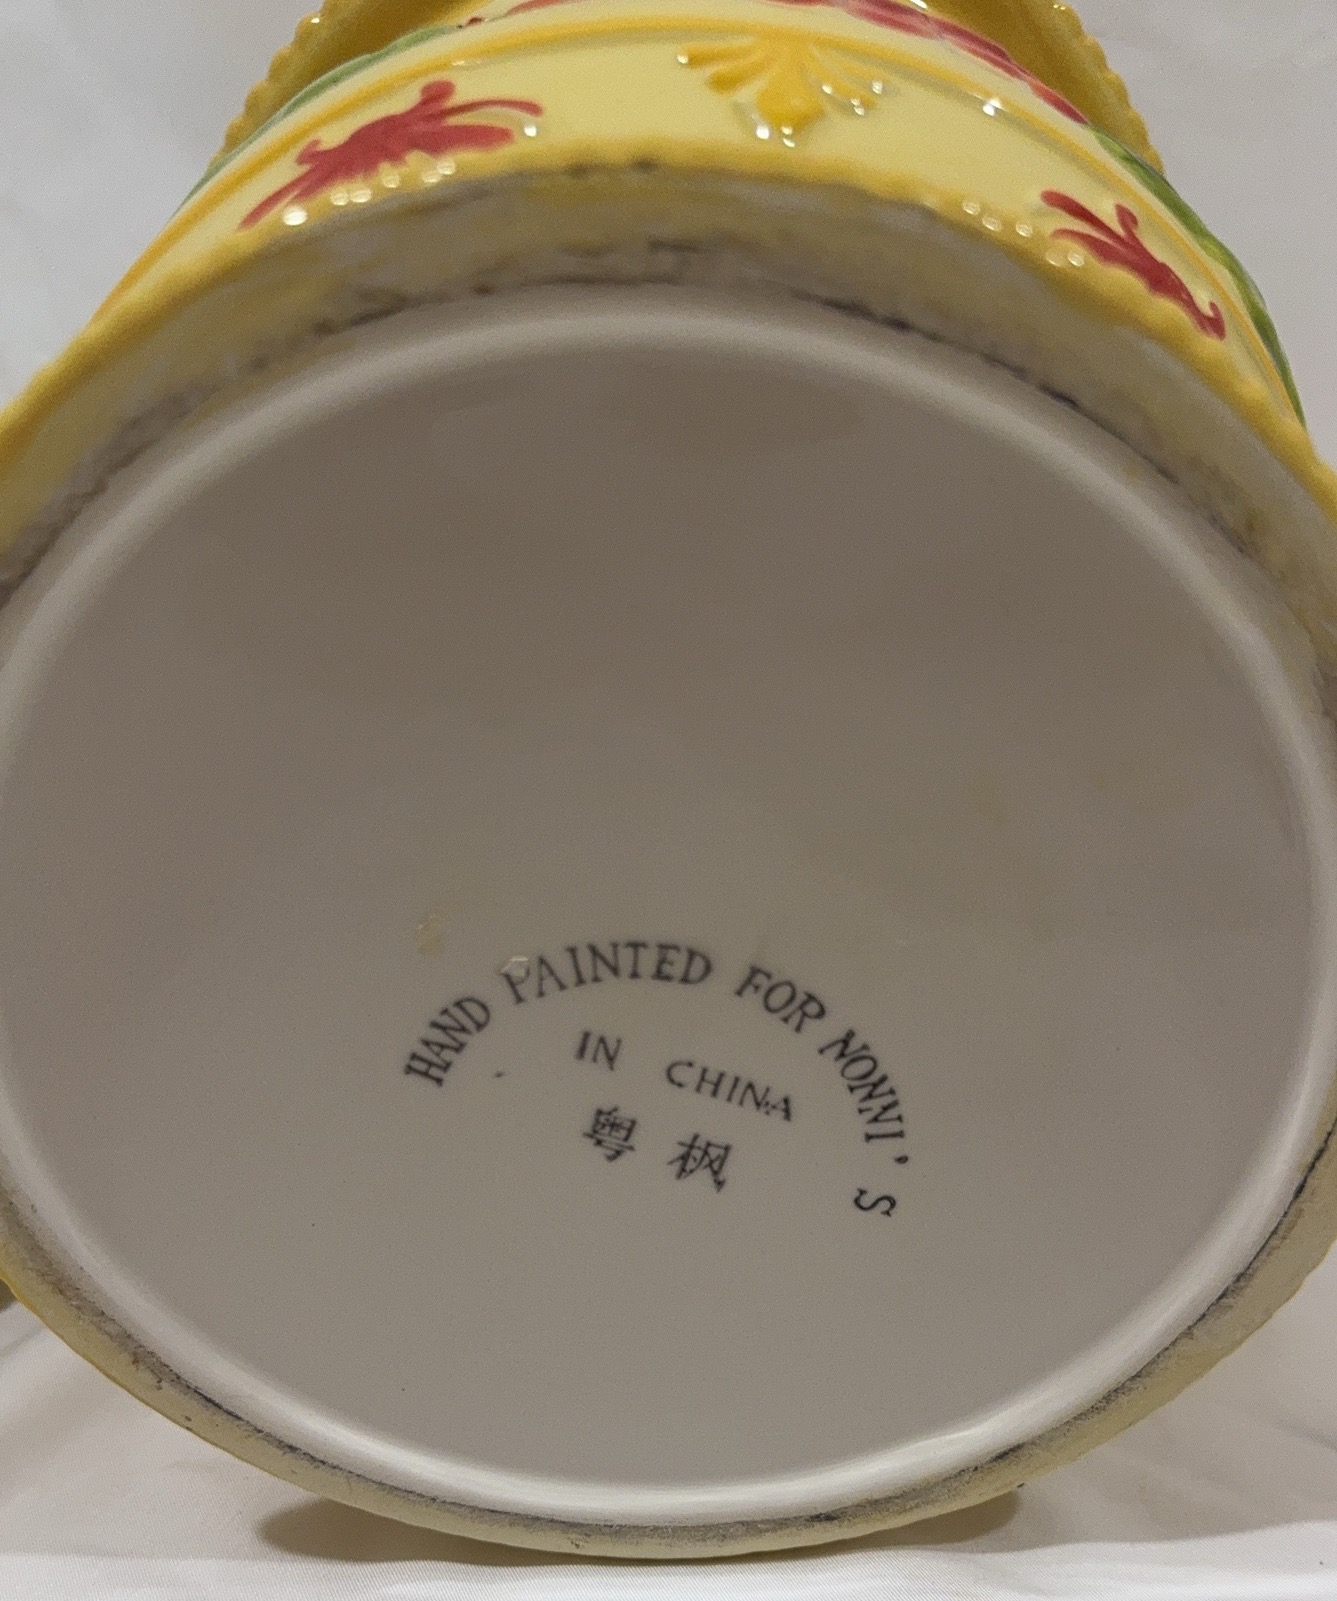 HAND PAINTED FOR NONNI'S
IN CHINA
粤枫